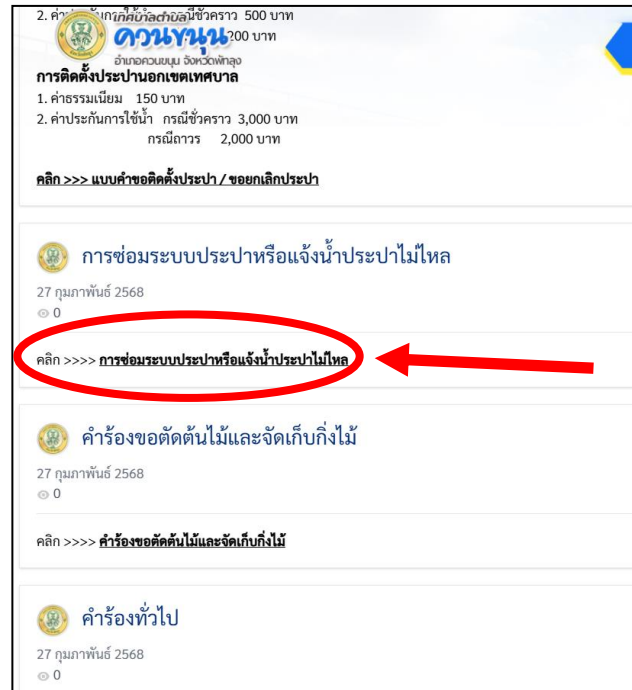 เทศบาลตำบล
ควนขนุน
อำเภอควนขนุน จังหวัดพัทลุง
2. ค่าประกันการใช้น้ำ กรณีชั่วคราว 500 บาท
200 บาท
การติดตั้งประปานอกเขตเทศบาล
1. ค่าธรรมเนียม 150 บาท
2. ค่าประกันการใช้น้ำ กรณีชั่วคราว 3,000 บาท
กรณีถาวร 2,000 บาท
คลิก >>> แบบคำขอติดตั้งประปา / ขอยกเลิกประปา
การซ่อมระบบประปาหรือแจ้งน้ำประปาไม่ไหล
27 กุมภาพันธ์ 2568
0
คลิก >>>> การซ่อมระบบประปาหรือแจ้งน้ำประปาไม่ไหล
คำร้องขอตัดต้นไม้และจัดเก็บกิ่งไม้
27 กุมภาพันธ์ 2568
0
คลิก >>>> คำร้องขอตัดต้นไม้และจัดเก็บกิ่งไม้
คำร้องทั่วไป
27 กุมภาพันธ์ 2568
0